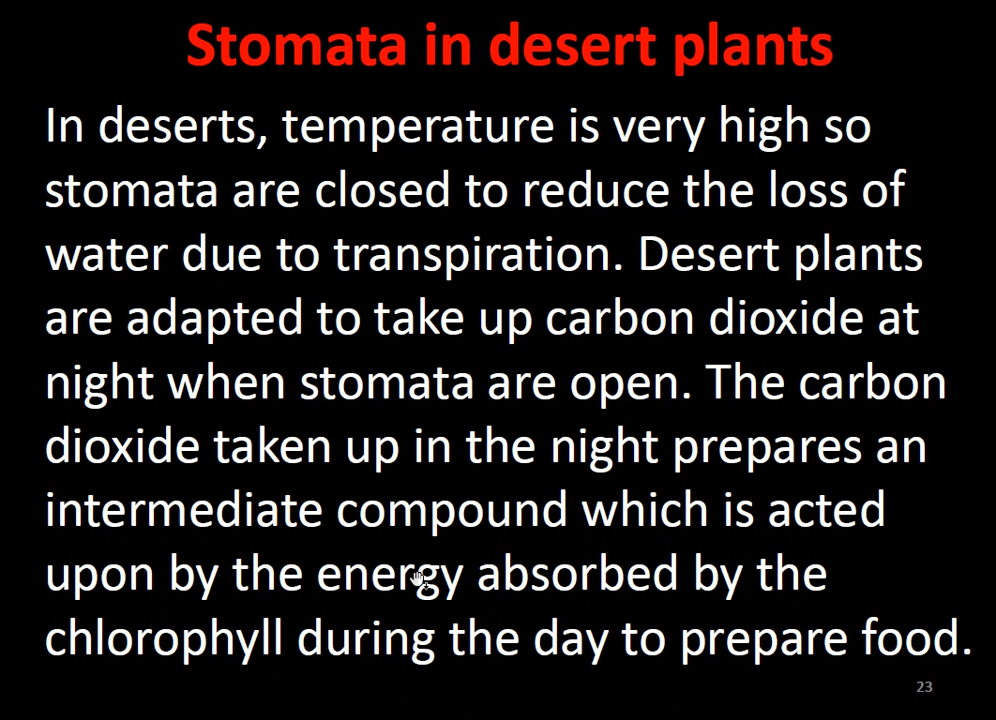 Stomata in desert plants
In deserts, temperature is very high so
stomata are closed to reduce the loss of
water due to transpiration. Desert plants
are adapted to take up carbon dioxide at
night when stomata are open. The carbon
dioxide taken up in the night prepares an
intermediate compound which is acted
upon by the energy absorbed by the
chlorophyll during the day to prepare food.
23